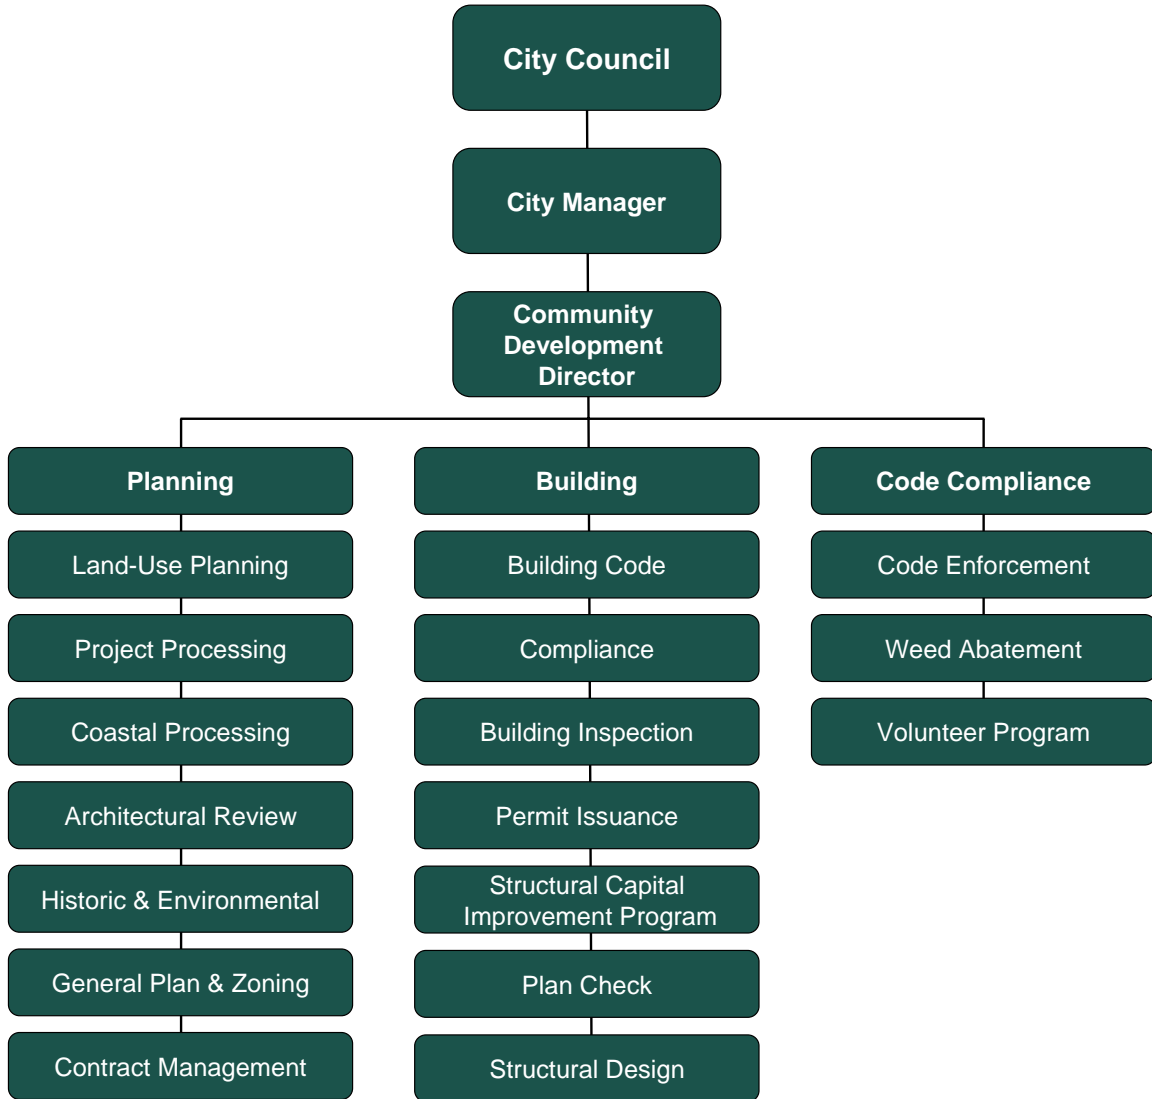 City Council
City Manager
Community
Development
Director
Planning
Land-Use Planning
Project Processing
Coastal Processing
Architectural Review
Historic & Environmental
General Plan & Zoning
Contract Management
Building
Building Code
Compliance
Building Inspection
Permit Issuance
Structural Capital
Improvement Program
Plan Check
Structural Design
Code Compliance
Code Enforcement
Weed Abatement
Volunteer Program